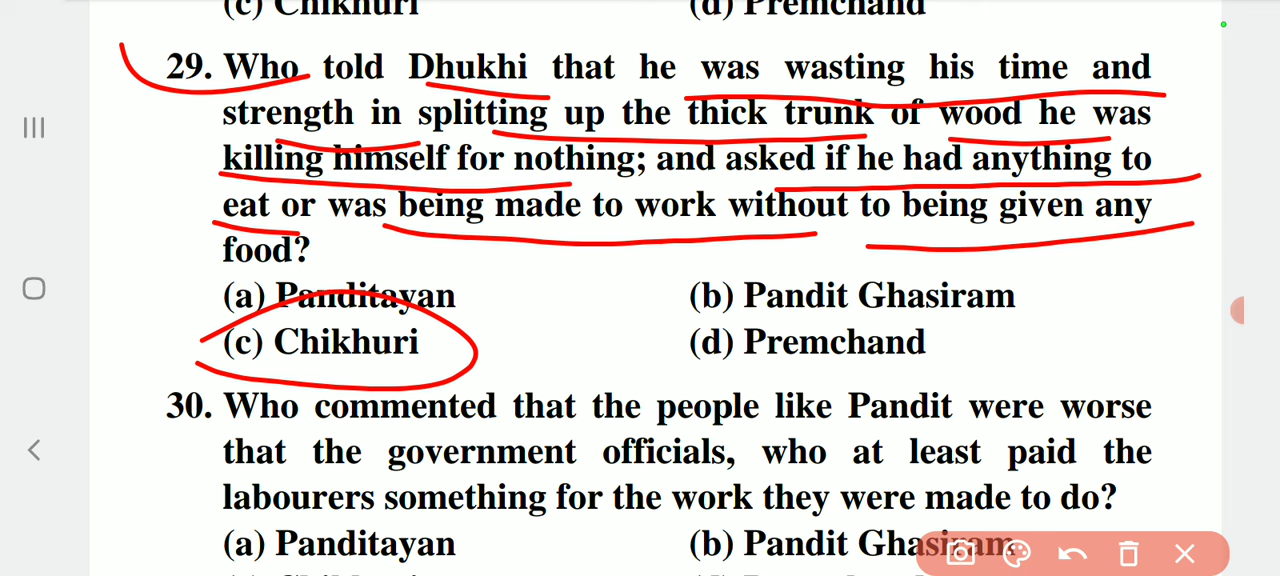 (c) Chikhuri (d) Premchand
29. Who told Dhukhi that he was wasting his time and
strength in splitting up the thick trunk of wood he was
killing himself for nothing; and asked if he had anything to
eat or was being made to work without to being given any
food?
(a) Panditayan (b) Pandit Ghasiram
(c) Chikhuri (d) Premchand
30. Who commented that the people like Pandit were worse
that the government officials, who at least paid the
labourers something for the work they were made to do?
(a) Panditayan (b) Pandit Ghasiram